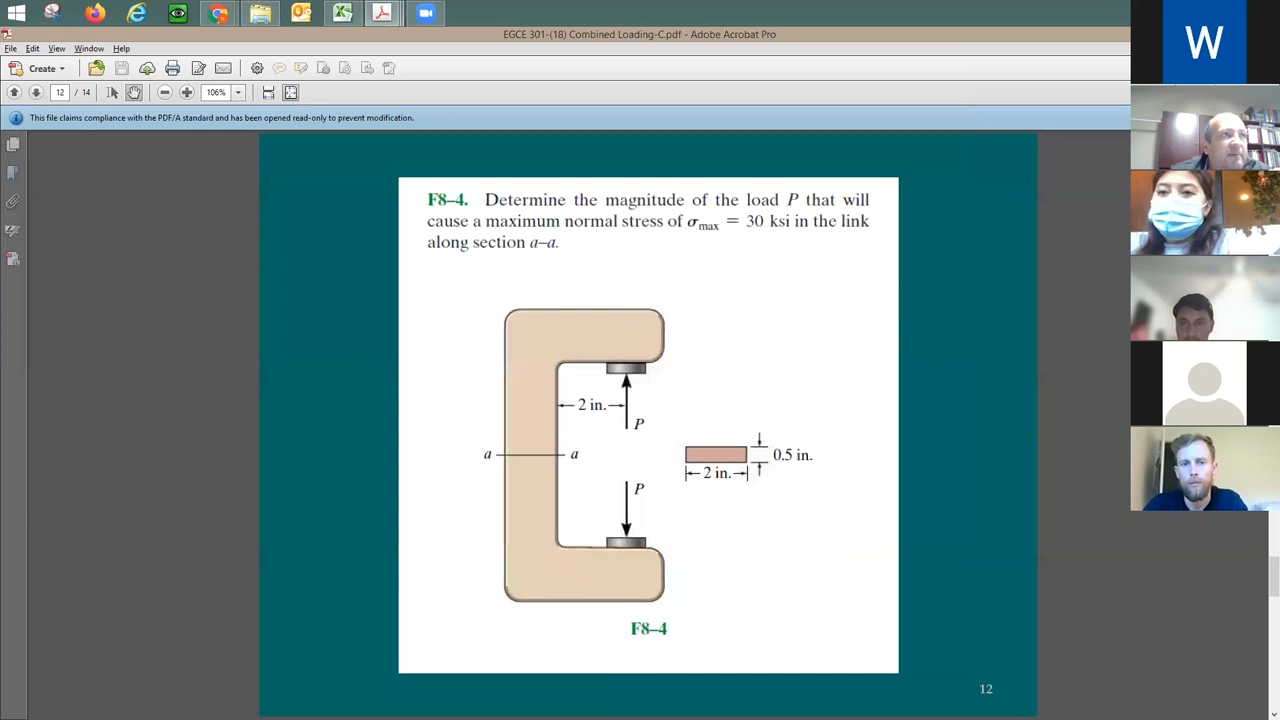 EGCE 301-(18) Combined Loading-C.pdf - Adobe Acrobat Pro
File Edit View Window Help
Create
12 / 14 106%
This file claims compliance with the PDF/A standard and has been opened read-only to prevent modification.
W
F8–4. Determine the magnitude of the load P that will
cause a maximum normal stress of σmax = 30 ksi in the link
along section a–a.
2 in.
P
a a
0.5 in.
2 in.
P
F8–4
12